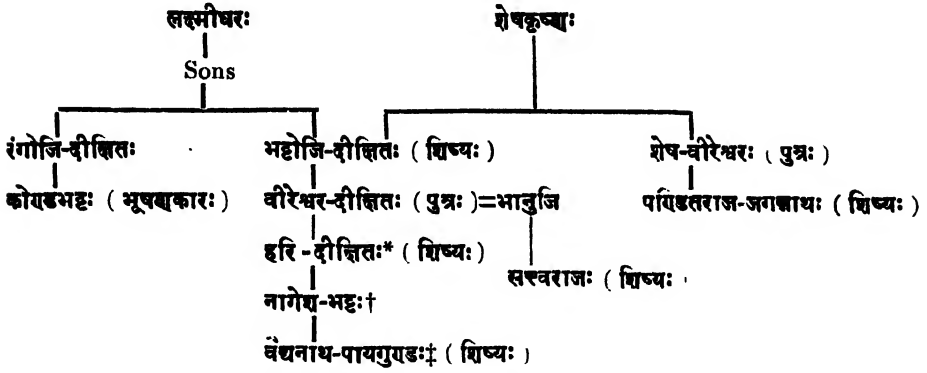 लक्ष्मीधरः शेषकृष्णः
Sons
रंगोजि-दीक्षितः भट्टोजि-दीक्षितः ( शिष्यः ) शेष-वीरेश्वरः ( पुत्रः )
कोण्डभट्टः ( भूषणकारः ) वीरेश्वर-दीक्षितः ( पुत्रः )=भानुजि पण्डितराज-जगन्नाथः ( शिष्यः )
हरि-दीक्षितः* ( शिष्यः )
सत्त्वराजः ( शिष्यः
नागेश-भट्टः†
वैद्यनाथ-पायगुण्डः‡ ( शिष्यः )